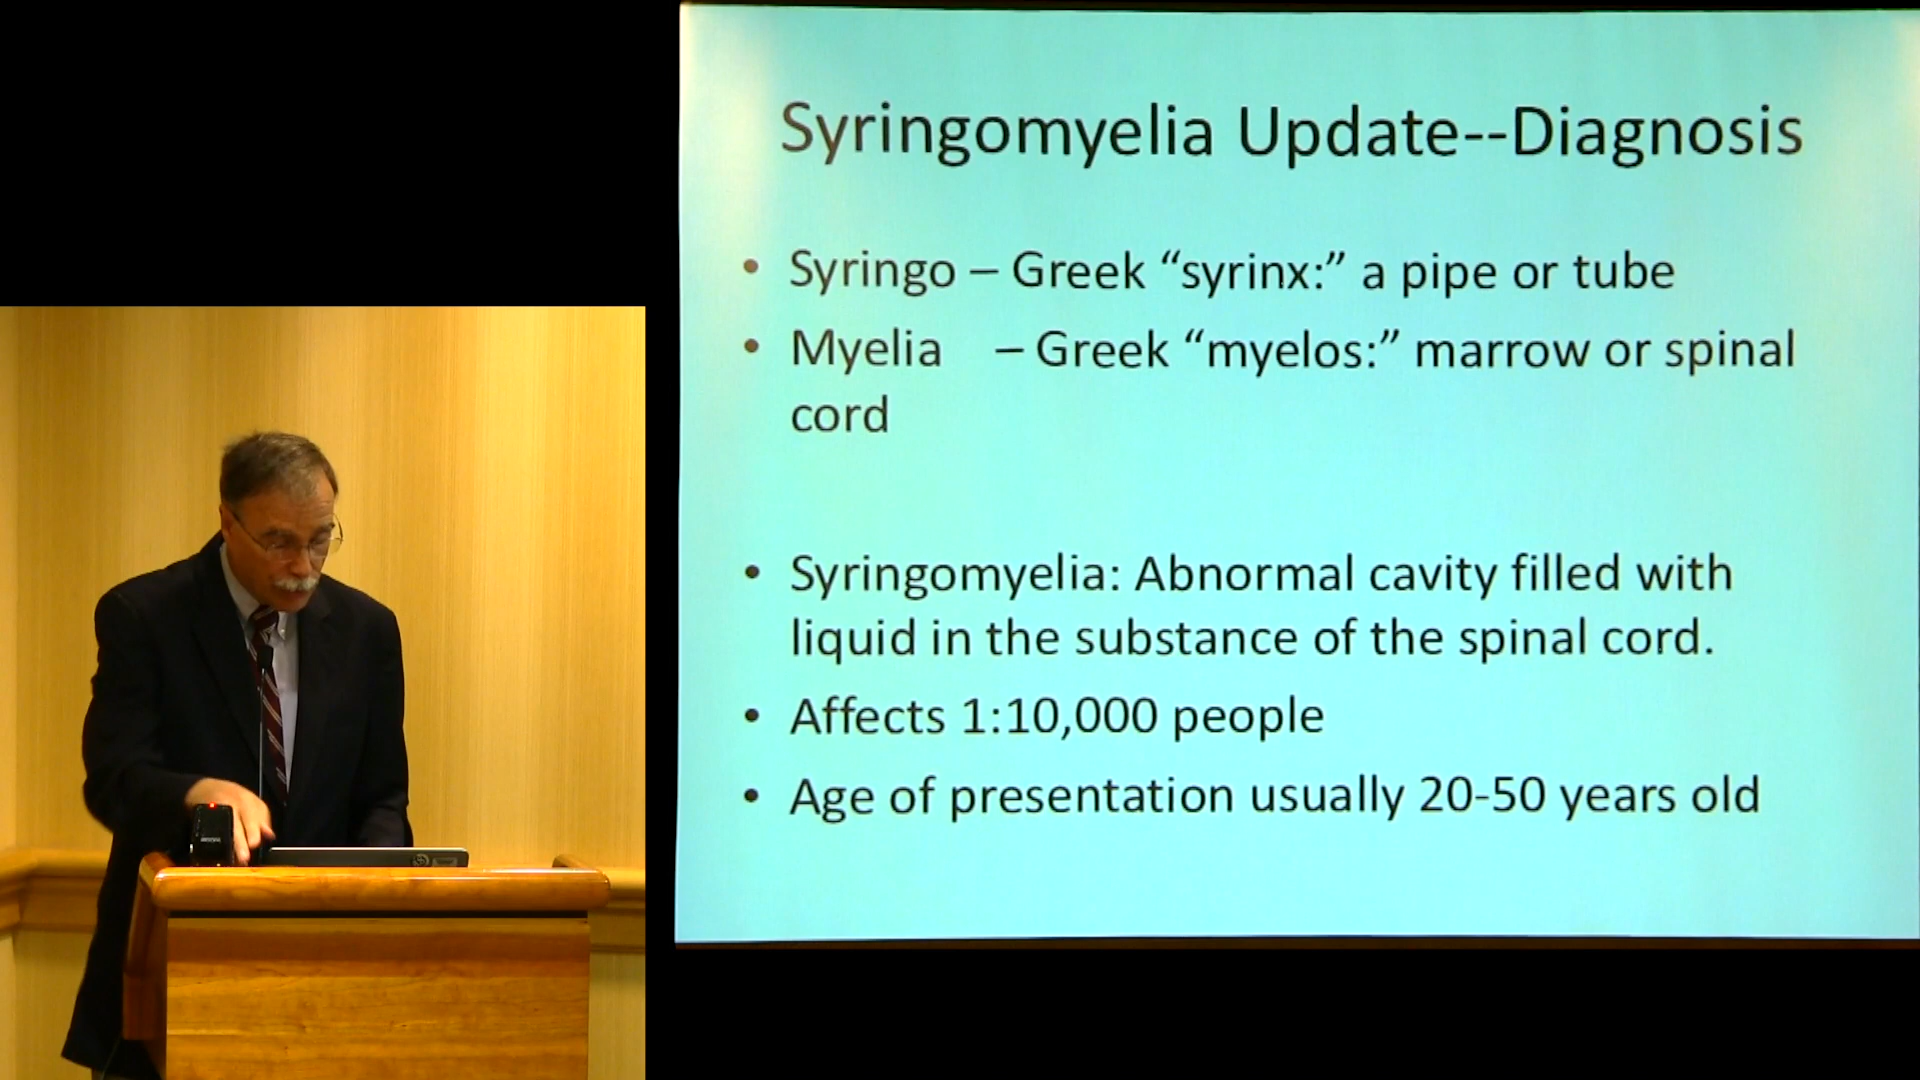 Syringomyelia Update--Diagnosis
• Syringo – Greek “syrinx:” a pipe or tube
• Myelia – Greek “myelos:” marrow or spinal
cord
• Syringomyelia: Abnormal cavity filled with
liquid in the substance of the spinal cord.
• Affects 1:10,000 people
• Age of presentation usually 20-50 years old